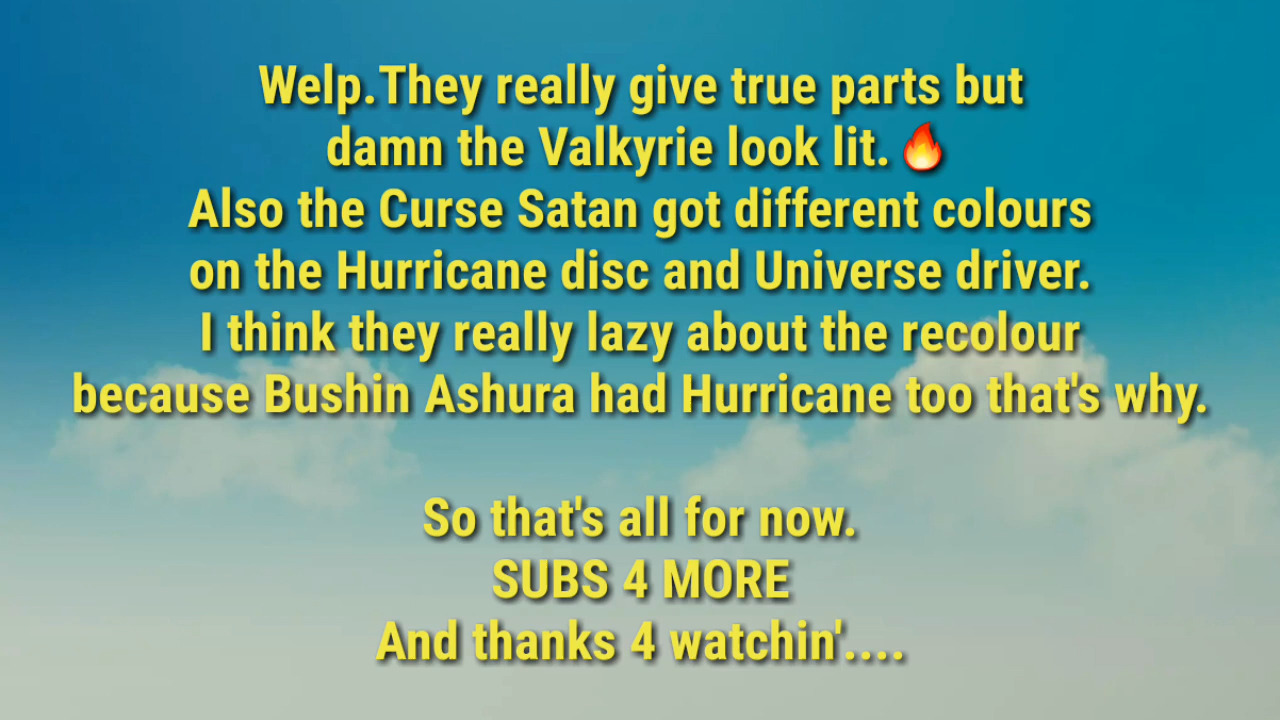 Welp.They really give true parts but
damn the Valkyrie look lit. 🔥
Also the Curse Satan got different colours
on the Hurricane disc and Universe driver.
I think they really lazy about the recolour
because Bushin Ashura had Hurricane too that's why.
So that's all for now.
SUBS 4 MORE
And thanks 4 watchin'....